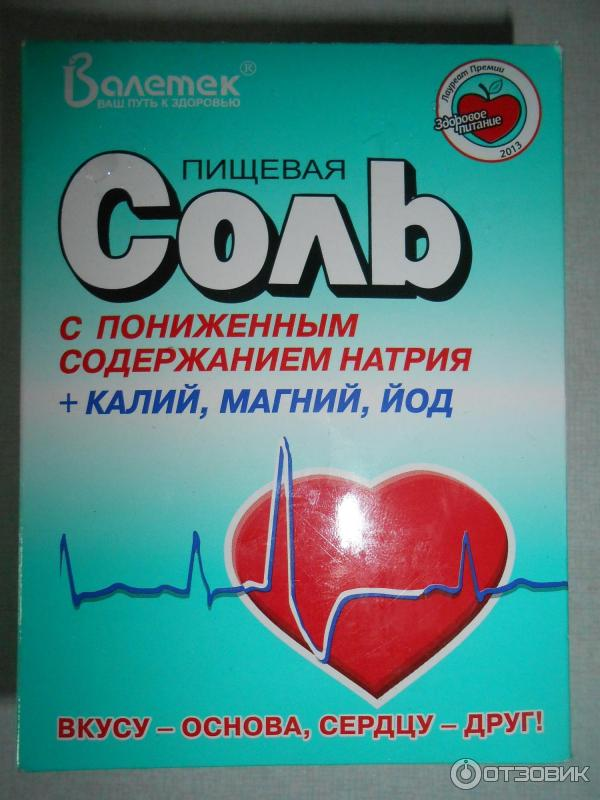 Валетек®
ВАШ ПУТЬ К ЗДОРОВЬЮ
Лауреат Премии
Здоровое
питание
2013
ПИЩЕВАЯ
Соль
С ПОНИЖЕННЫМ
СОДЕРЖАНИЕМ НАТРИЯ
+ КАЛИЙ, МАГНИЙ, ЙОД
ВКУСУ – ОСНОВА, СЕРДЦУ – ДРУГ!
ОТЗОВИК